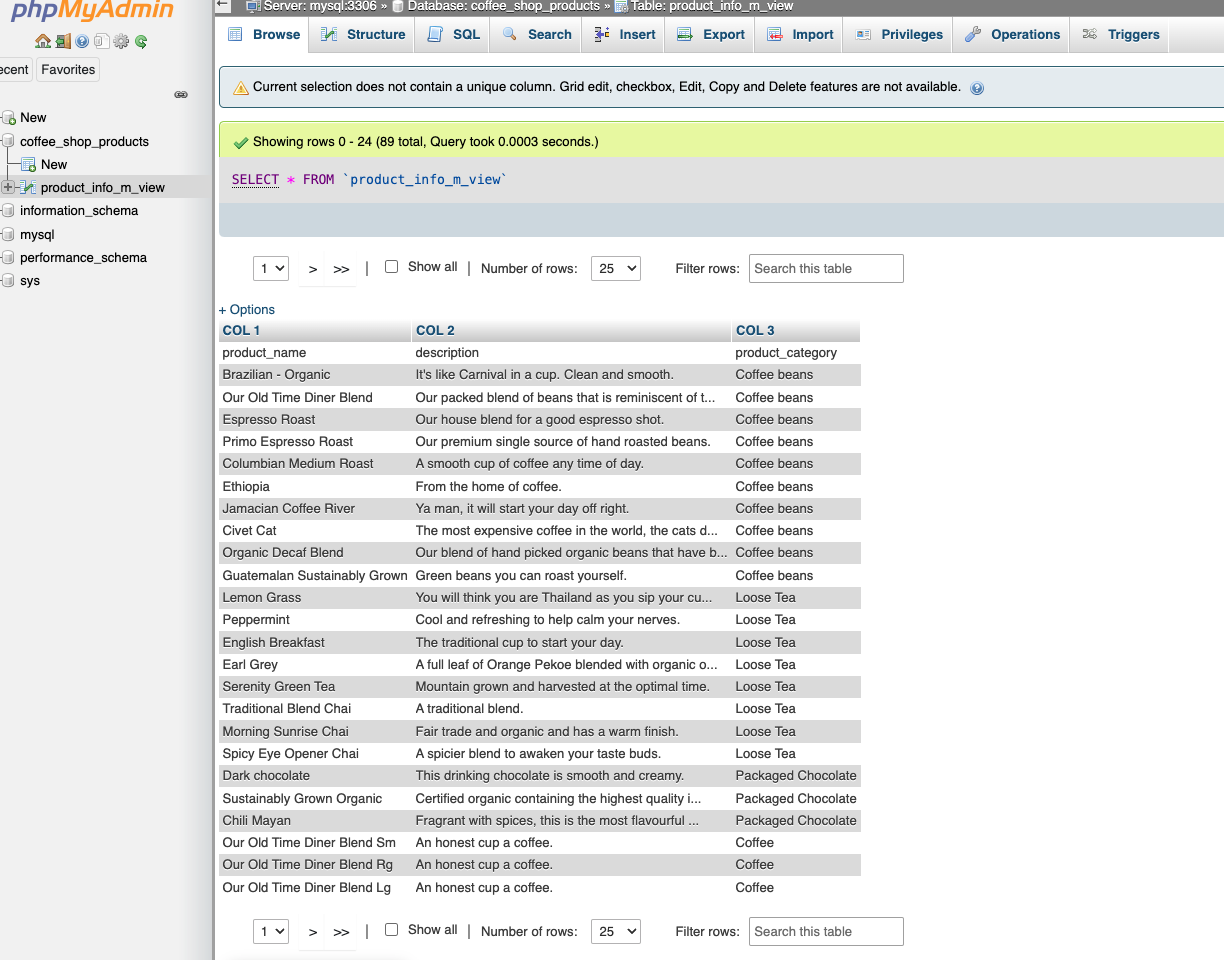 phpMyAdmin
Server: mysql:3306 » Database: coffee_shop_products » Table: product_info_m_view
Browse Structure SQL Search Insert Export Import Privileges Operations Triggers
ecent Favorites
New
coffee_shop_products
New
product_info_m_view
information_schema
mysql
performance_schema
sys
Current selection does not contain a unique column. Grid edit, checkbox, Edit, Copy and Delete features are not available.
Showing rows 0 - 24 (89 total, Query took 0.0003 seconds.)
SELECT * FROM `product_info_m_view`
1 > >> | Show all | Number of rows: 25 Filter rows: Search this table
+ Options
COL 1 COL 2 COL 3
product_name description product_category
Brazilian - Organic It's like Carnival in a cup. Clean and smooth. Coffee beans
Our Old Time Diner Blend Our packed blend of beans that is reminiscent of t... Coffee beans
Espresso Roast Our house blend for a good espresso shot. Coffee beans
Primo Espresso Roast Our premium single source of hand roasted beans. Coffee beans
Columbian Medium Roast A smooth cup of coffee any time of day. Coffee beans
Ethiopia From the home of coffee. Coffee beans
Jamacian Coffee River Ya man, it will start your day off right. Coffee beans
Civet Cat The most expensive coffee in the world, the cats d... Coffee beans
Organic Decaf Blend Our blend of hand picked organic beans that have b... Coffee beans
Guatemalan Sustainably Grown Green beans you can roast yourself. Coffee beans
Lemon Grass You will think you are Thailand as you sip your cu... Loose Tea
Peppermint Cool and refreshing to help calm your nerves. Loose Tea
English Breakfast The traditional cup to start your day. Loose Tea
Earl Grey A full leaf of Orange Pekoe blended with organic o... Loose Tea
Serenity Green Tea Mountain grown and harvested at the optimal time. Loose Tea
Traditional Blend Chai A traditional blend. Loose Tea
Morning Sunrise Chai Fair trade and organic and has a warm finish. Loose Tea
Spicy Eye Opener Chai A spicier blend to awaken your taste buds. Loose Tea
Dark chocolate This drinking chocolate is smooth and creamy. Packaged Chocolate
Sustainably Grown Organic Certified organic containing the highest quality i... Packaged Chocolate
Chili Mayan Fragrant with spices, this is the most flavourful ... Packaged Chocolate
Our Old Time Diner Blend Sm An honest cup a coffee. Coffee
Our Old Time Diner Blend Rg An honest cup a coffee. Coffee
Our Old Time Diner Blend Lg An honest cup a coffee. Coffee
1 > >> | Show all | Number of rows: 25 Filter rows: Search this table